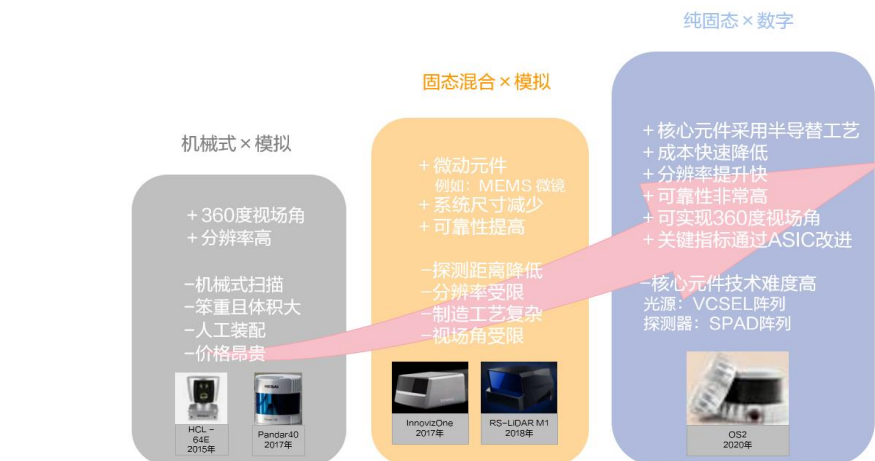 纯固态×数字
固态混合×模拟
机械式×模拟
+360度视场角
+分辨率高
-机械式扫描
-笨重且体积大
-人工装配
-价格昂贵
HCL-
64E
2015年
HESAI
Pandar40
2017年
+微动元件
例如：MEMS 微镜
+系统尺寸减少
+可靠性提高
-探测距离降低
-分辨率受限
-制造工艺复杂
-视场角受限
InnovizOne
2017年
RS-LiDAR M1
2018年
+核心元件采用半导替工艺
+成本快速降低
+分辨率提升快
+可靠性非常高
+可实现360度视场角
+关键指标通过ASIC改进
-核心元件技术难度高
光源：VCSEL阵列
探测器：SPAD阵列
OS2
2020年